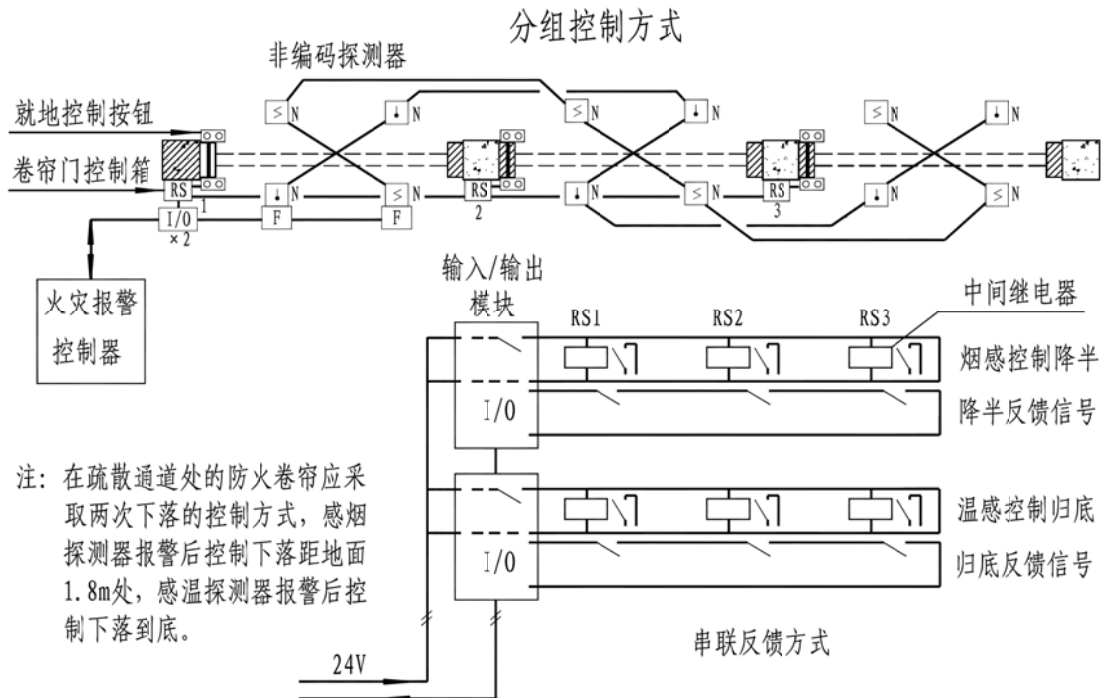 分组控制方式
非编码探测器
就地控制按钮
卷帘门控制箱
N N N N N N
RS RS RS
N N N N N N
1 2 3
I/O F F
×2
火灾报警
控制器
输入/输出
模块
中间继电器
RS1 RS2 RS3
烟感控制降半
I/O
降半反馈信号
注：在疏散通道处的防火卷帘应采
取两次下落的控制方式，感烟
探测器报警后控制下落距地面
1.8m处，感温探测器报警后控
制下落到底。
温感控制归底
I/O
归底反馈信号
串联反馈方式
24V